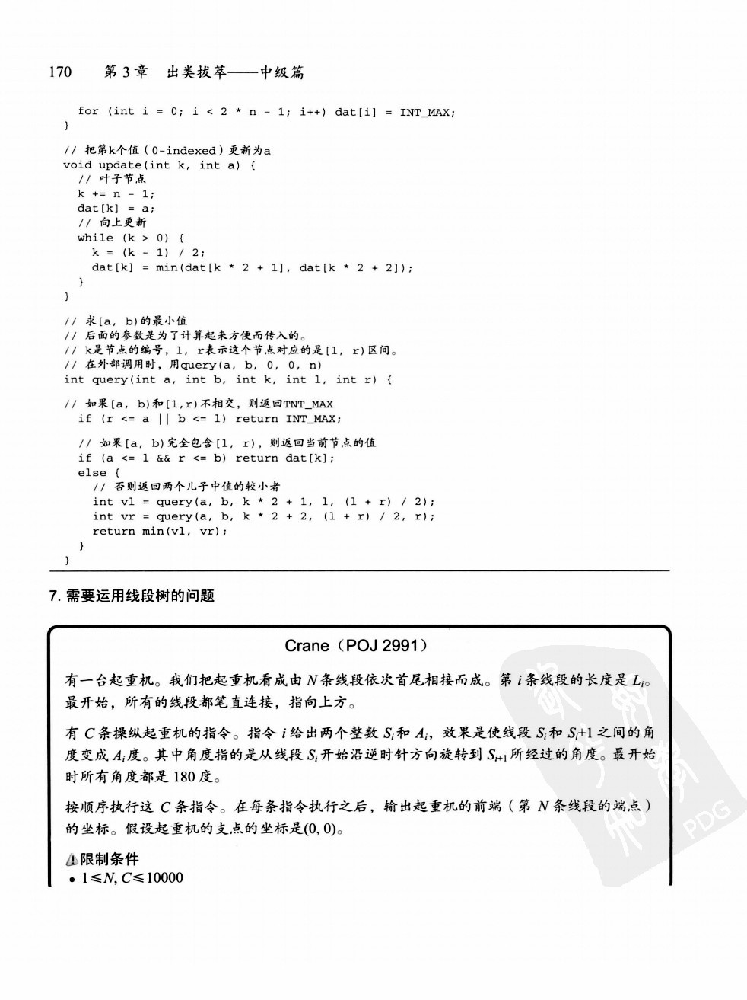 170 第 3 章 出类拔萃——中级篇
for (int i = 0; i < 2 * n - 1; i++) dat[i] = INT_MAX;
}
// 把第k个值（0-indexed）更新为a
void update(int k, int a) {
// 叶子节点
k += n - 1;
dat[k] = a;
// 向上更新
while (k > 0) {
k = (k - 1) / 2;
dat[k] = min(dat[k * 2 + 1], dat[k * 2 + 2]);
}
}
// 求[a, b)的最小值
// 后面的参数是为了计算起来方便而传入的。
// k是节点的编号，l, r表示这个节点对应的是[l, r)区间。
// 在外部调用时，用query(a, b, 0, 0, n)
int query(int a, int b, int k, int l, int r) {
// 如果[a, b)和[l,r)不相交，则返回TNT_MAX
if (r <= a || b <= l) return INT_MAX;
// 如果[a, b)完全包含[l, r)，则返回当前节点的值
if (a <= l && r <= b) return dat[k];
else {
// 否则返回两个儿子中值的较小者
int vl = query(a, b, k * 2 + 1, l, (l + r) / 2);
int vr = query(a, b, k * 2 + 2, (l + r) / 2, r);
return min(vl, vr);
}
}
7. 需要运用线段树的问题
Crane（POJ 2991）
有一台起重机。我们把起重机看成由 N 条线段依次首尾相接而成。第 i 条线段的长度是 Li。
最开始，所有的线段都笔直连接，指向上方。
有 C 条操纵起重机的指令。指令 i 给出两个整数 Si 和 Ai，效果是使线段 Si 和 Si+1 之间的角
度变成 Ai 度。其中角度指的是从线段 Si 开始沿逆时针方向旋转到 Si+1 所经过的角度。最开始
时所有角度都是 180 度。
按顺序执行这 C 条指令。在每条指令执行之后，输出起重机的前端（第 N 条线段的端点）
的坐标。假设起重机的支点的坐标是(0, 0)。
限制条件
• 1≤N, C≤10000
PDG